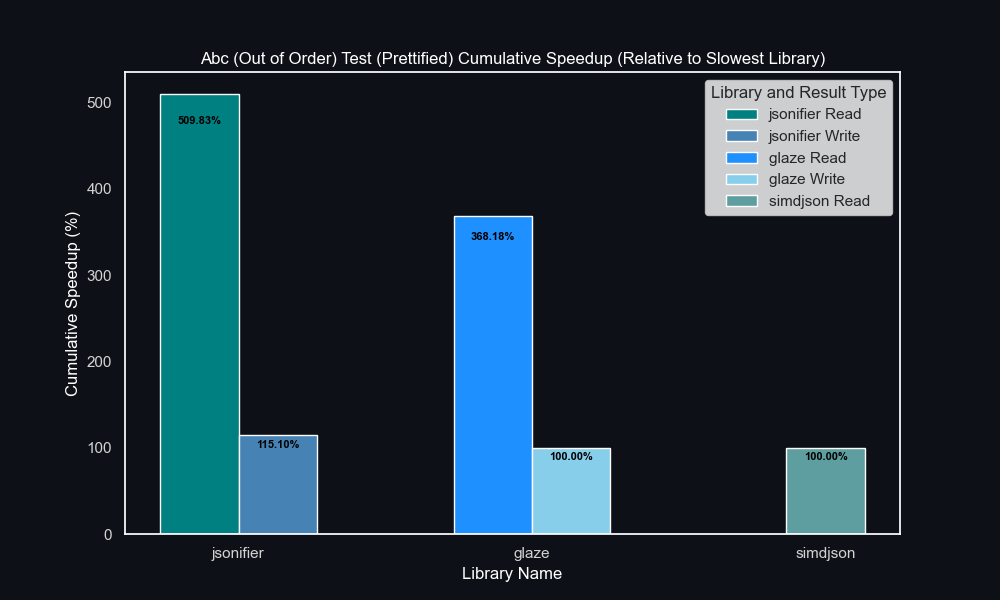 Abc (Out of Order) Test (Prettified) Cumulative Speedup (Relative to Slowest Library)
Library and Result Type
jsonifier Read
jsonifier Write
glaze Read
glaze Write
simdjson Read
Cumulative Speedup (%)
500
400
300
200
100
0
509.83%
115.10%
368.18%
100.00%
100.00%
jsonifier
glaze
simdjson
Library Name